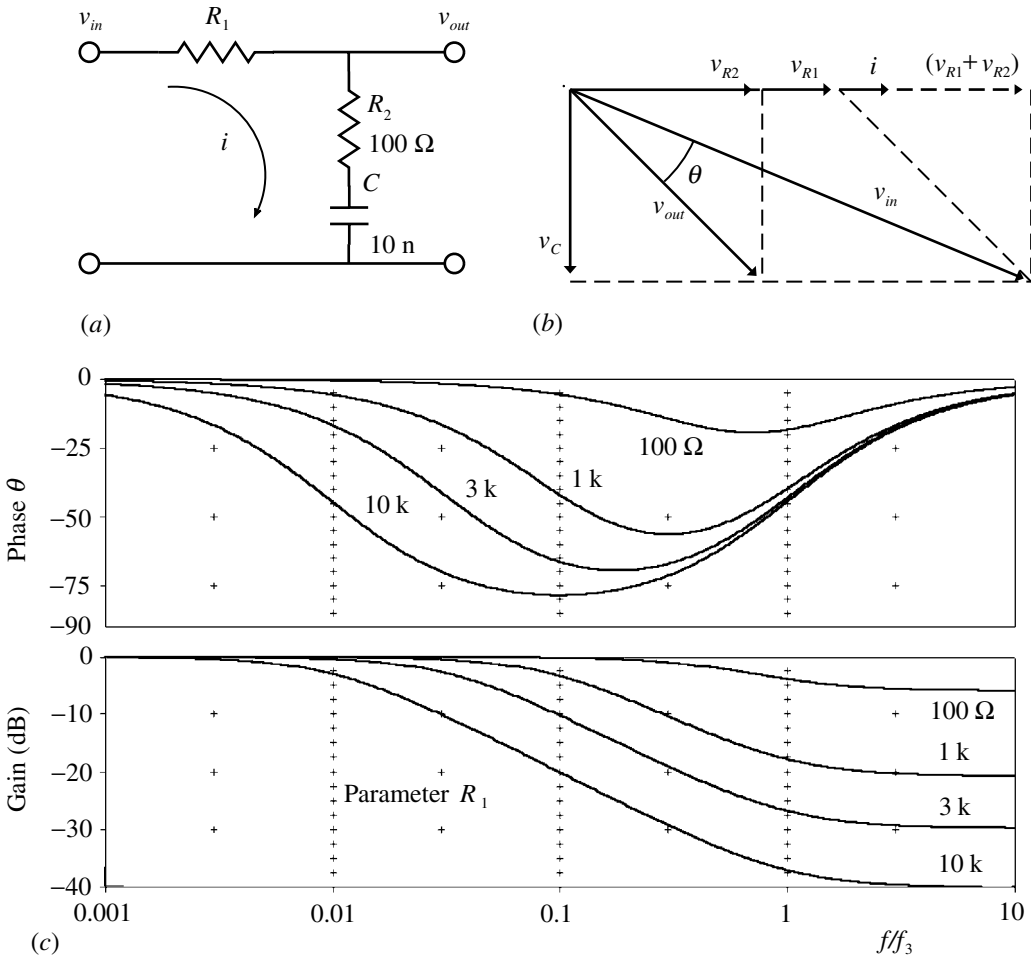 v_in R_1 v_out
R_2
100 Ω
i
C
10 n
(a)
v_R2 v_R1 i (v_R1 + v_R2)
θ
v_in
v_out
v_C
(b)
0
−25
−50
−75
−90
Phase θ
100 Ω
1 k
3 k
10 k
0
−10
−20
−30
−40
Gain (dB)
100 Ω
1 k
Parameter R_1
3 k
10 k
0.001 0.01 0.1 1 10
f/f_3
(c)